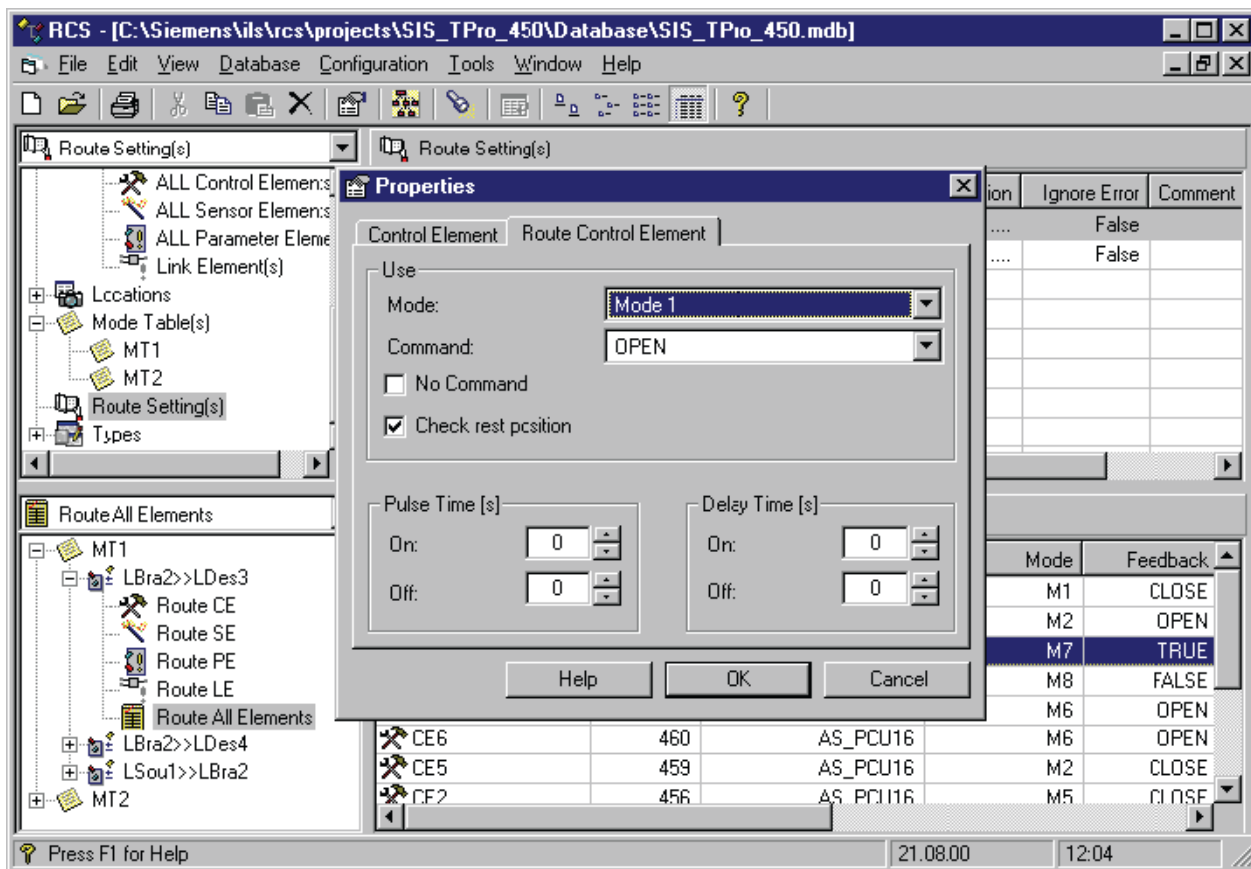 RCS - [C:\Siemens\ils\rcs\projects\SIS_TPro_450\Database\SIS_TPro_450.mdb]
File Edit View Database Configuration Tools Window Help
Route Setting(s)
ALL Control Elements
ALL Sensor Elements
ALL Parameter Eleme
Link Element(s)
Locations
Mode Table(s)
MT1
MT2
Route Setting(s)
Types
Route Setting(s)
ion Ignore Error Comment
.... False
.... False
Properties
Control Element Route Control Element
Use
Mode: Mode 1
Command: OPEN
No Command
Check rest position
Pulse Time [s]
On: 0
Off: 0
Delay Time [s]
On: 0
Off: 0
Help OK Cancel
Route All Elements
MT1
LBra2>>LDes3
Route CE
Route SE
Route PE
Route LE
Route All Elements
LBra2>>LDes4
LSou1>>LBra2
MT2
Mode Feedback
M1 CLOSE
M2 OPEN
M7 TRUE
M8 FALSE
M6 OPEN
CE6 460 AS_PCU16 M6 OPEN
CE5 459 AS_PCU16 M2 CLOSE
CE2 456 AS_PCU16 M5 CLOSE
Press F1 for Help 21.08.00 12:04